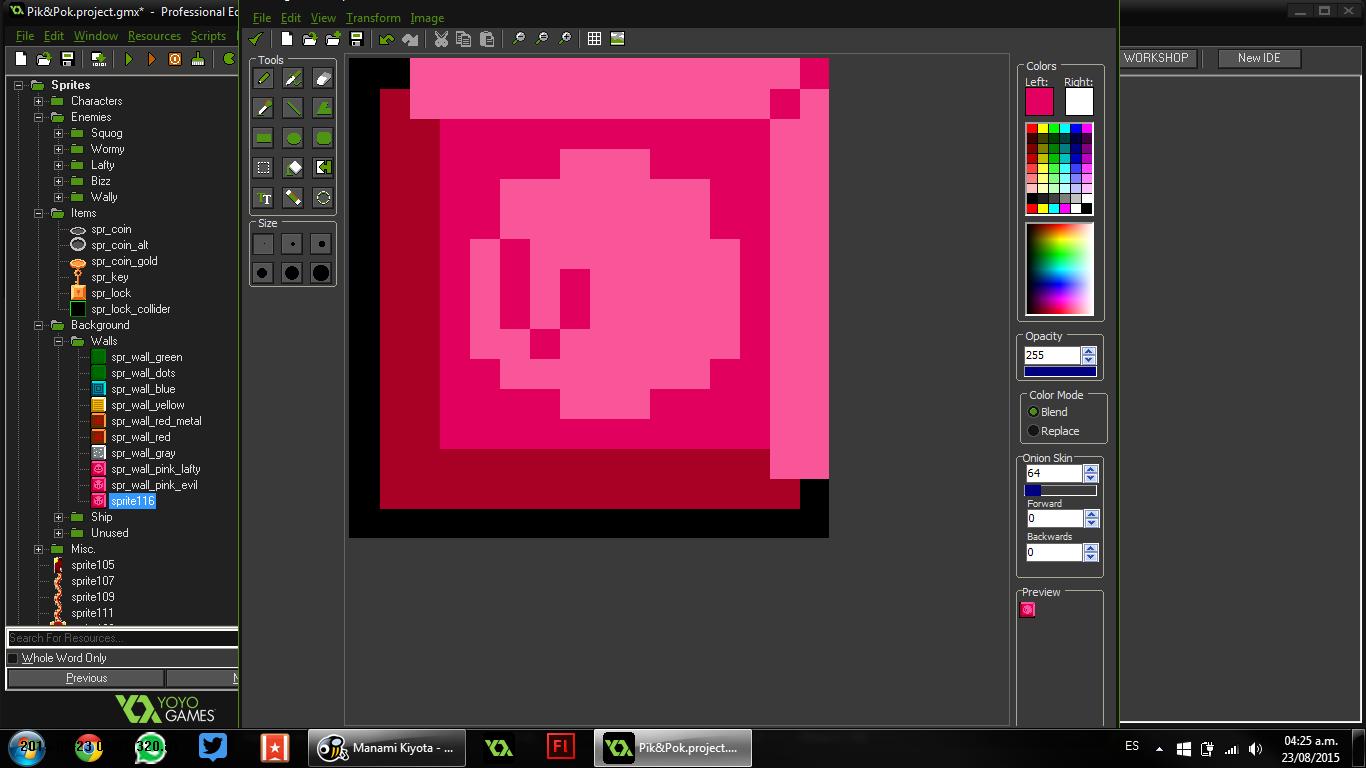 Pik&Pok.project.gmx* - Professional Ed
File Edit Window Resources Scripts
File Edit View Transform Image
WORKSHOP
New IDE
Sprites
Characters
Enemies
Squog
Wormy
Lafty
Bizz
Wally
Items
spr_coin
spr_coin_alt
spr_coin_gold
spr_key
spr_lock
spr_lock_collider
Background
Walls
spr_wall_green
spr_wall_dots
spr_wall_blue
spr_wall_yellow
spr_wall_red_metal
spr_wall_red
spr_wall_gray
spr_wall_pink_lafty
spr_wall_pink_evil
sprite116
Ship
Unused
Misc.
sprite105
sprite107
sprite109
sprite111
Search For Resources...
Whole Word Only
Previous
N
YOYO
GAMES
Tools
TT
Size
Colors
Left: Right:
Opacity
255
Color Mode
Blend
Replace
Onion Skin
64
Forward
0
Backwards
0
Preview
Manami Kiyota - ...
Fl
Pik&Pok.project....
ES
04:25 a.m.
23/08/2015